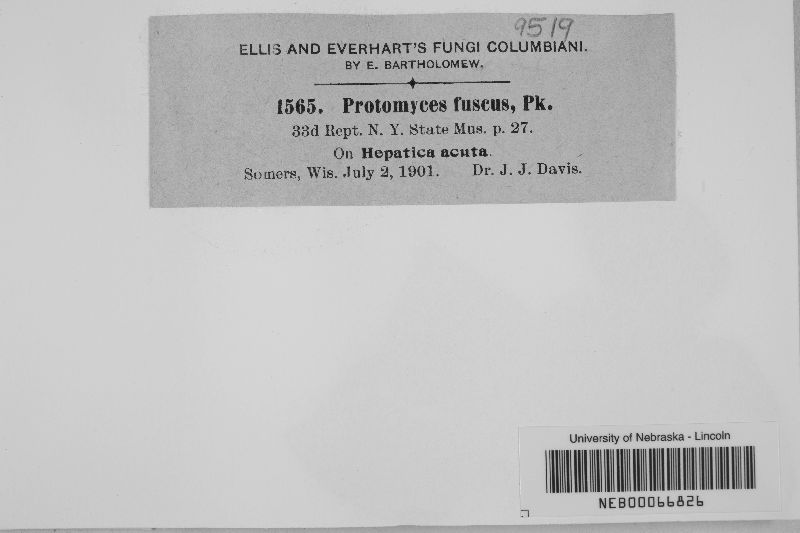 9519
ELLIS AND EVERHART'S FUNGI COLUMBIANI.
BY E. BARTHOLOMEW.
1565. Protomyces fuscus, Pk.
33d Rept. N. Y. State Mus. p. 27.
On Hepatica acuta.
Somers, Wis. July 2, 1901. Dr. J. J. Davis.
University of Nebraska - Lincoln
NEB00066826